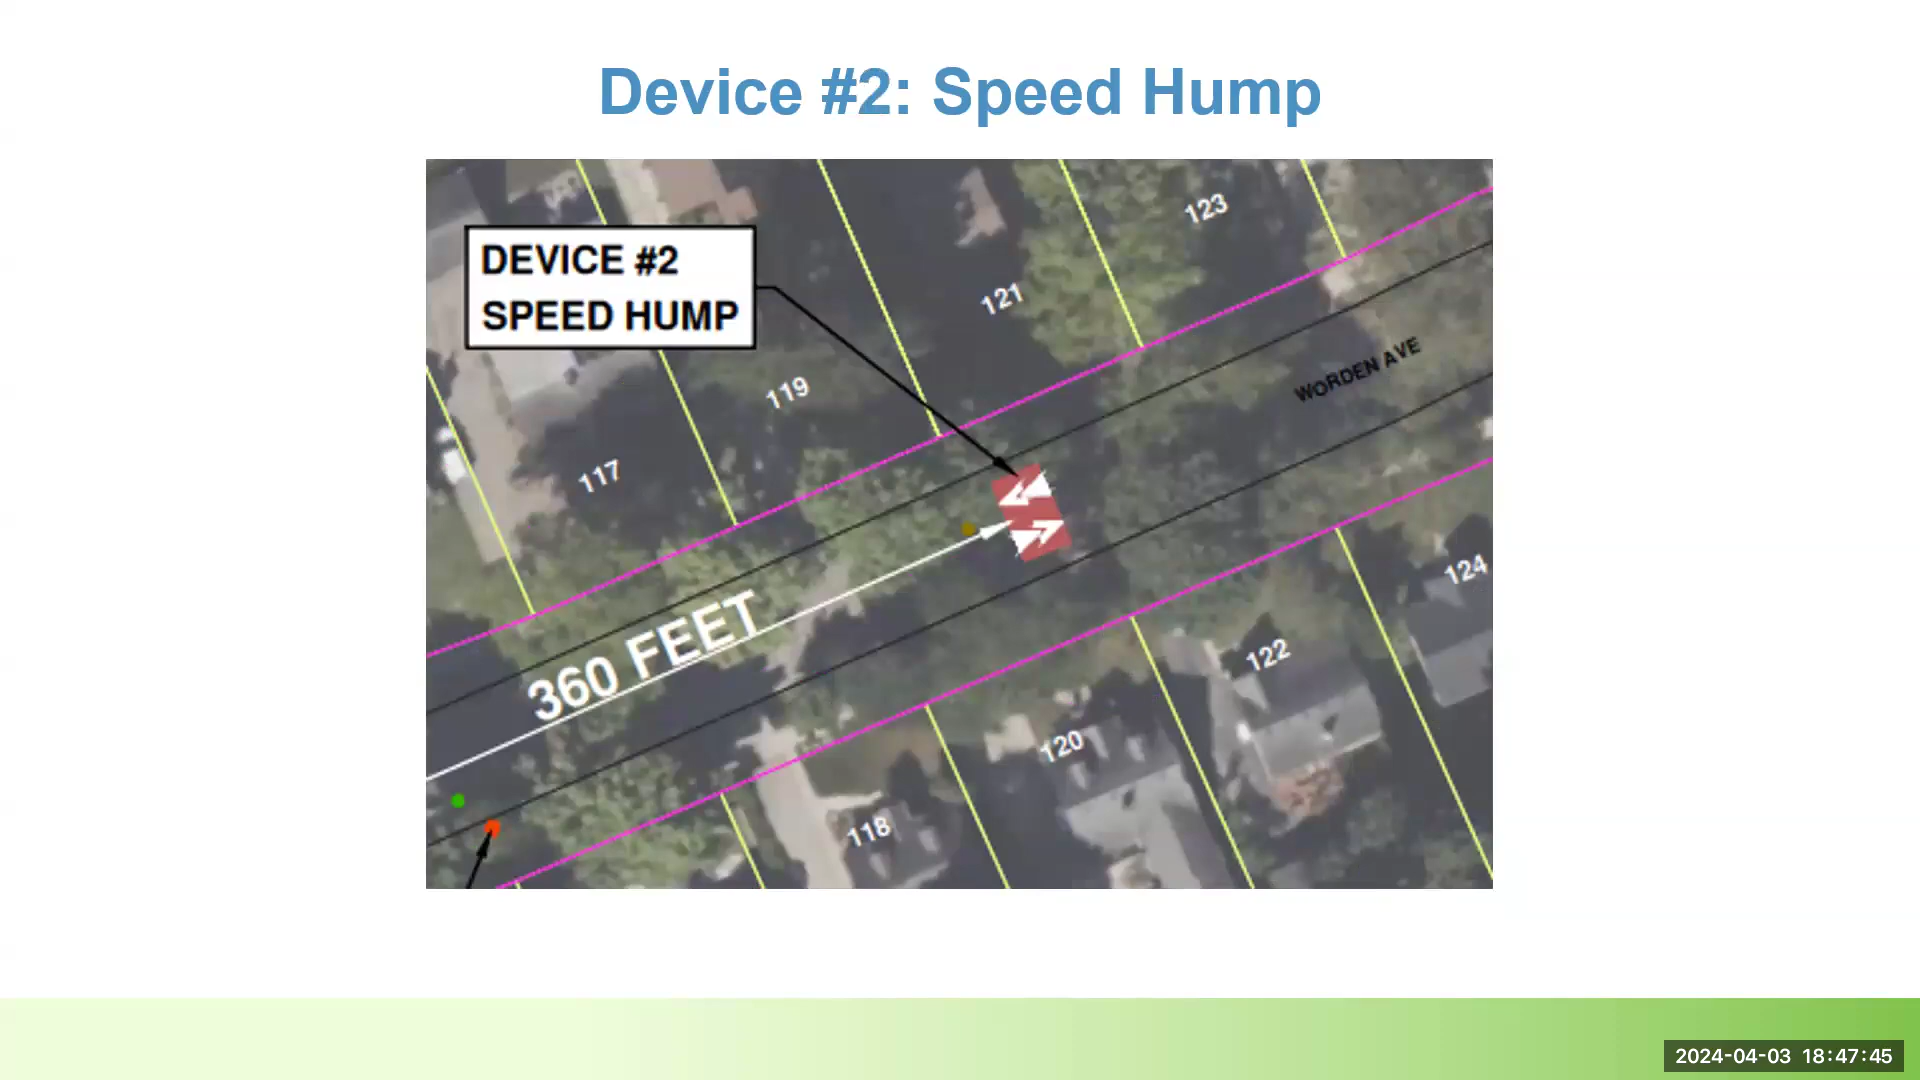 Device #2: Speed Hump
DEVICE #2
SPEED HUMP
123
121
119
117
WORDEN AVE
360 FEET
124
122
120
118
2024-04-03 18:47:45